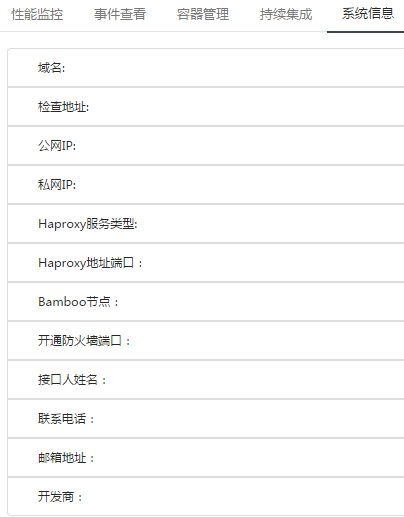 性能监控 事件查看 容器管理 持续集成 系统信息
域名:
检查地址:
公网IP:
私网IP:
Haproxy服务类型:
Haproxy地址端口：
Bamboo节点：
开通防火墙端口：
接口人姓名：
联系电话：
邮箱地址：
开发商：